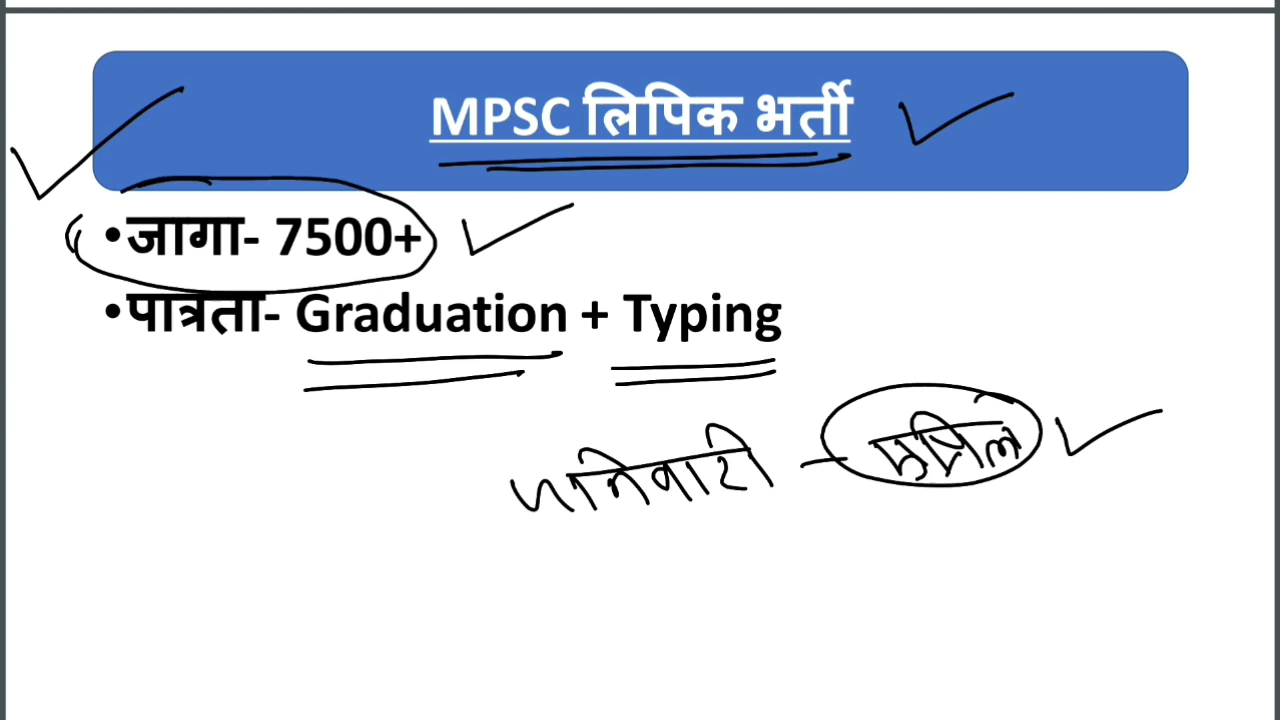 MPSC लिपिक भर्ती
•जागा- 7500+
•पात्रता- Graduation + Typing